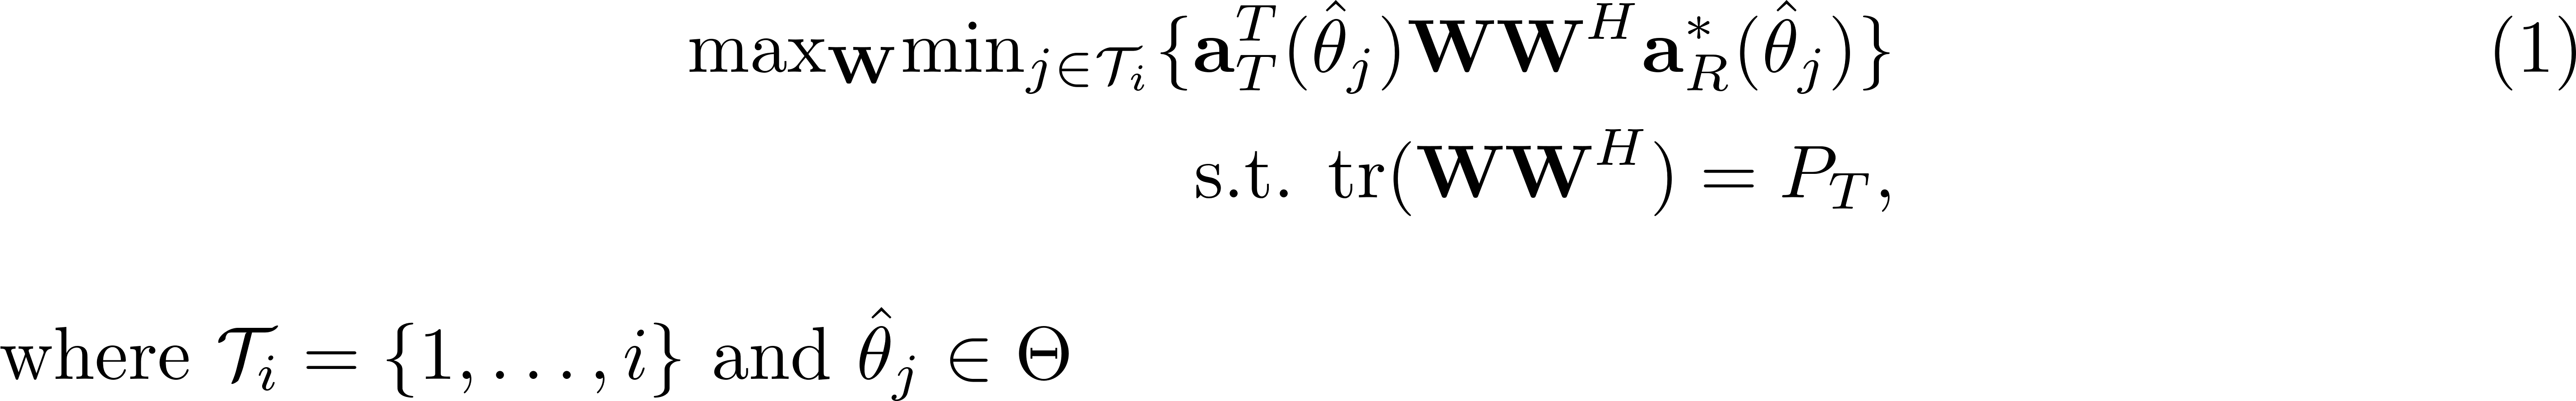 max_𝐖 min_{j∈𝒯_i} {𝐚_T^T(θ̂_j)𝐖𝐖^H 𝐚_R^*(θ̂_j)} (1)
s.t. tr(𝐖𝐖^H) = P_T,
where 𝒯_i = {1, . . . , i} and θ̂_j ∈ Θ